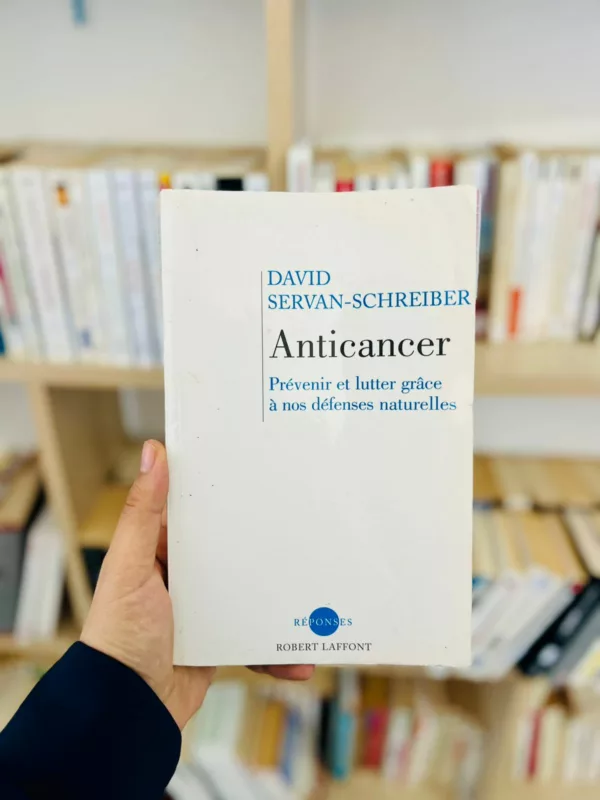 DAVID
SERVAN-SCHREIBER
Anticancer
Prévenir et lutter grâce
à nos défenses naturelles
RÉPONSES
ROBERT LAFFONT